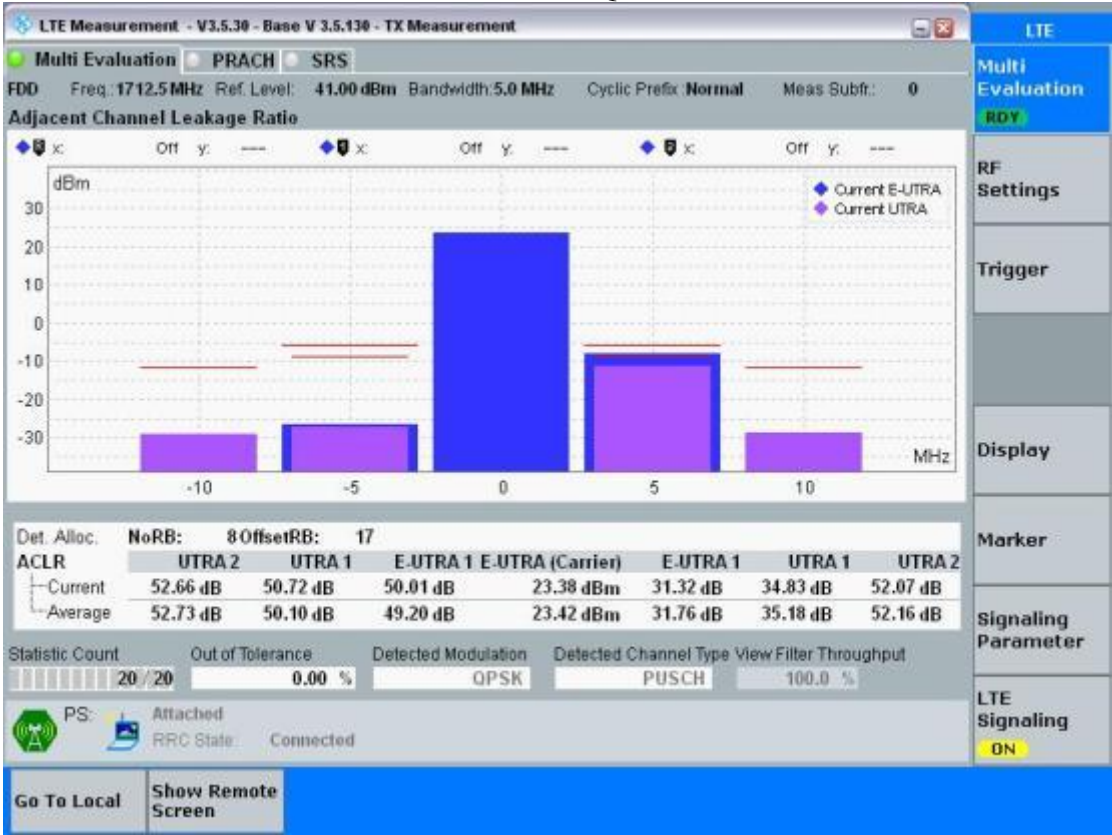 LTE Measurement - V3.5.30 - Base V 3.5.130 - TX Measurement
LTE
Multi Evaluation PRACH SRS
Multi
Evaluation
RDY
FDD Freq.: 1712.5 MHz Ref. Level: 41.00 dBm Bandwidth: 5.0 MHz Cyclic Prefix: Normal Meas Subfr.: 0
Adjacent Channel Leakage Ratio
x: Off y: --- x: Off y: --- x: Off y: ---
dBm
Current E-UTRA
Current UTRA
30
20
10
0
-10
-20
-30
MHz
-10 -5 0 5 10
RF
Settings
Trigger
Display
Marker
Signaling
Parameter
LTE
Signaling
ON
Det. Alloc. NoRB: 8 OffsetRB: 17
ACLR UTRA 2 UTRA 1 E-UTRA 1 E-UTRA (Carrier) E-UTRA 1 UTRA 1 UTRA 2
Current 52.66 dB 50.72 dB 50.01 dB 23.38 dBm 31.32 dB 34.83 dB 52.07 dB
Average 52.73 dB 50.10 dB 49.20 dB 23.42 dBm 31.76 dB 35.18 dB 52.16 dB
Statistic Count Out of Tolerance Detected Modulation Detected Channel Type View Filter Throughput
20 / 20 0.00 % QPSK PUSCH 100.0 %
PS: Attached
RRC State: Connected
Go To Local
Show Remote
Screen